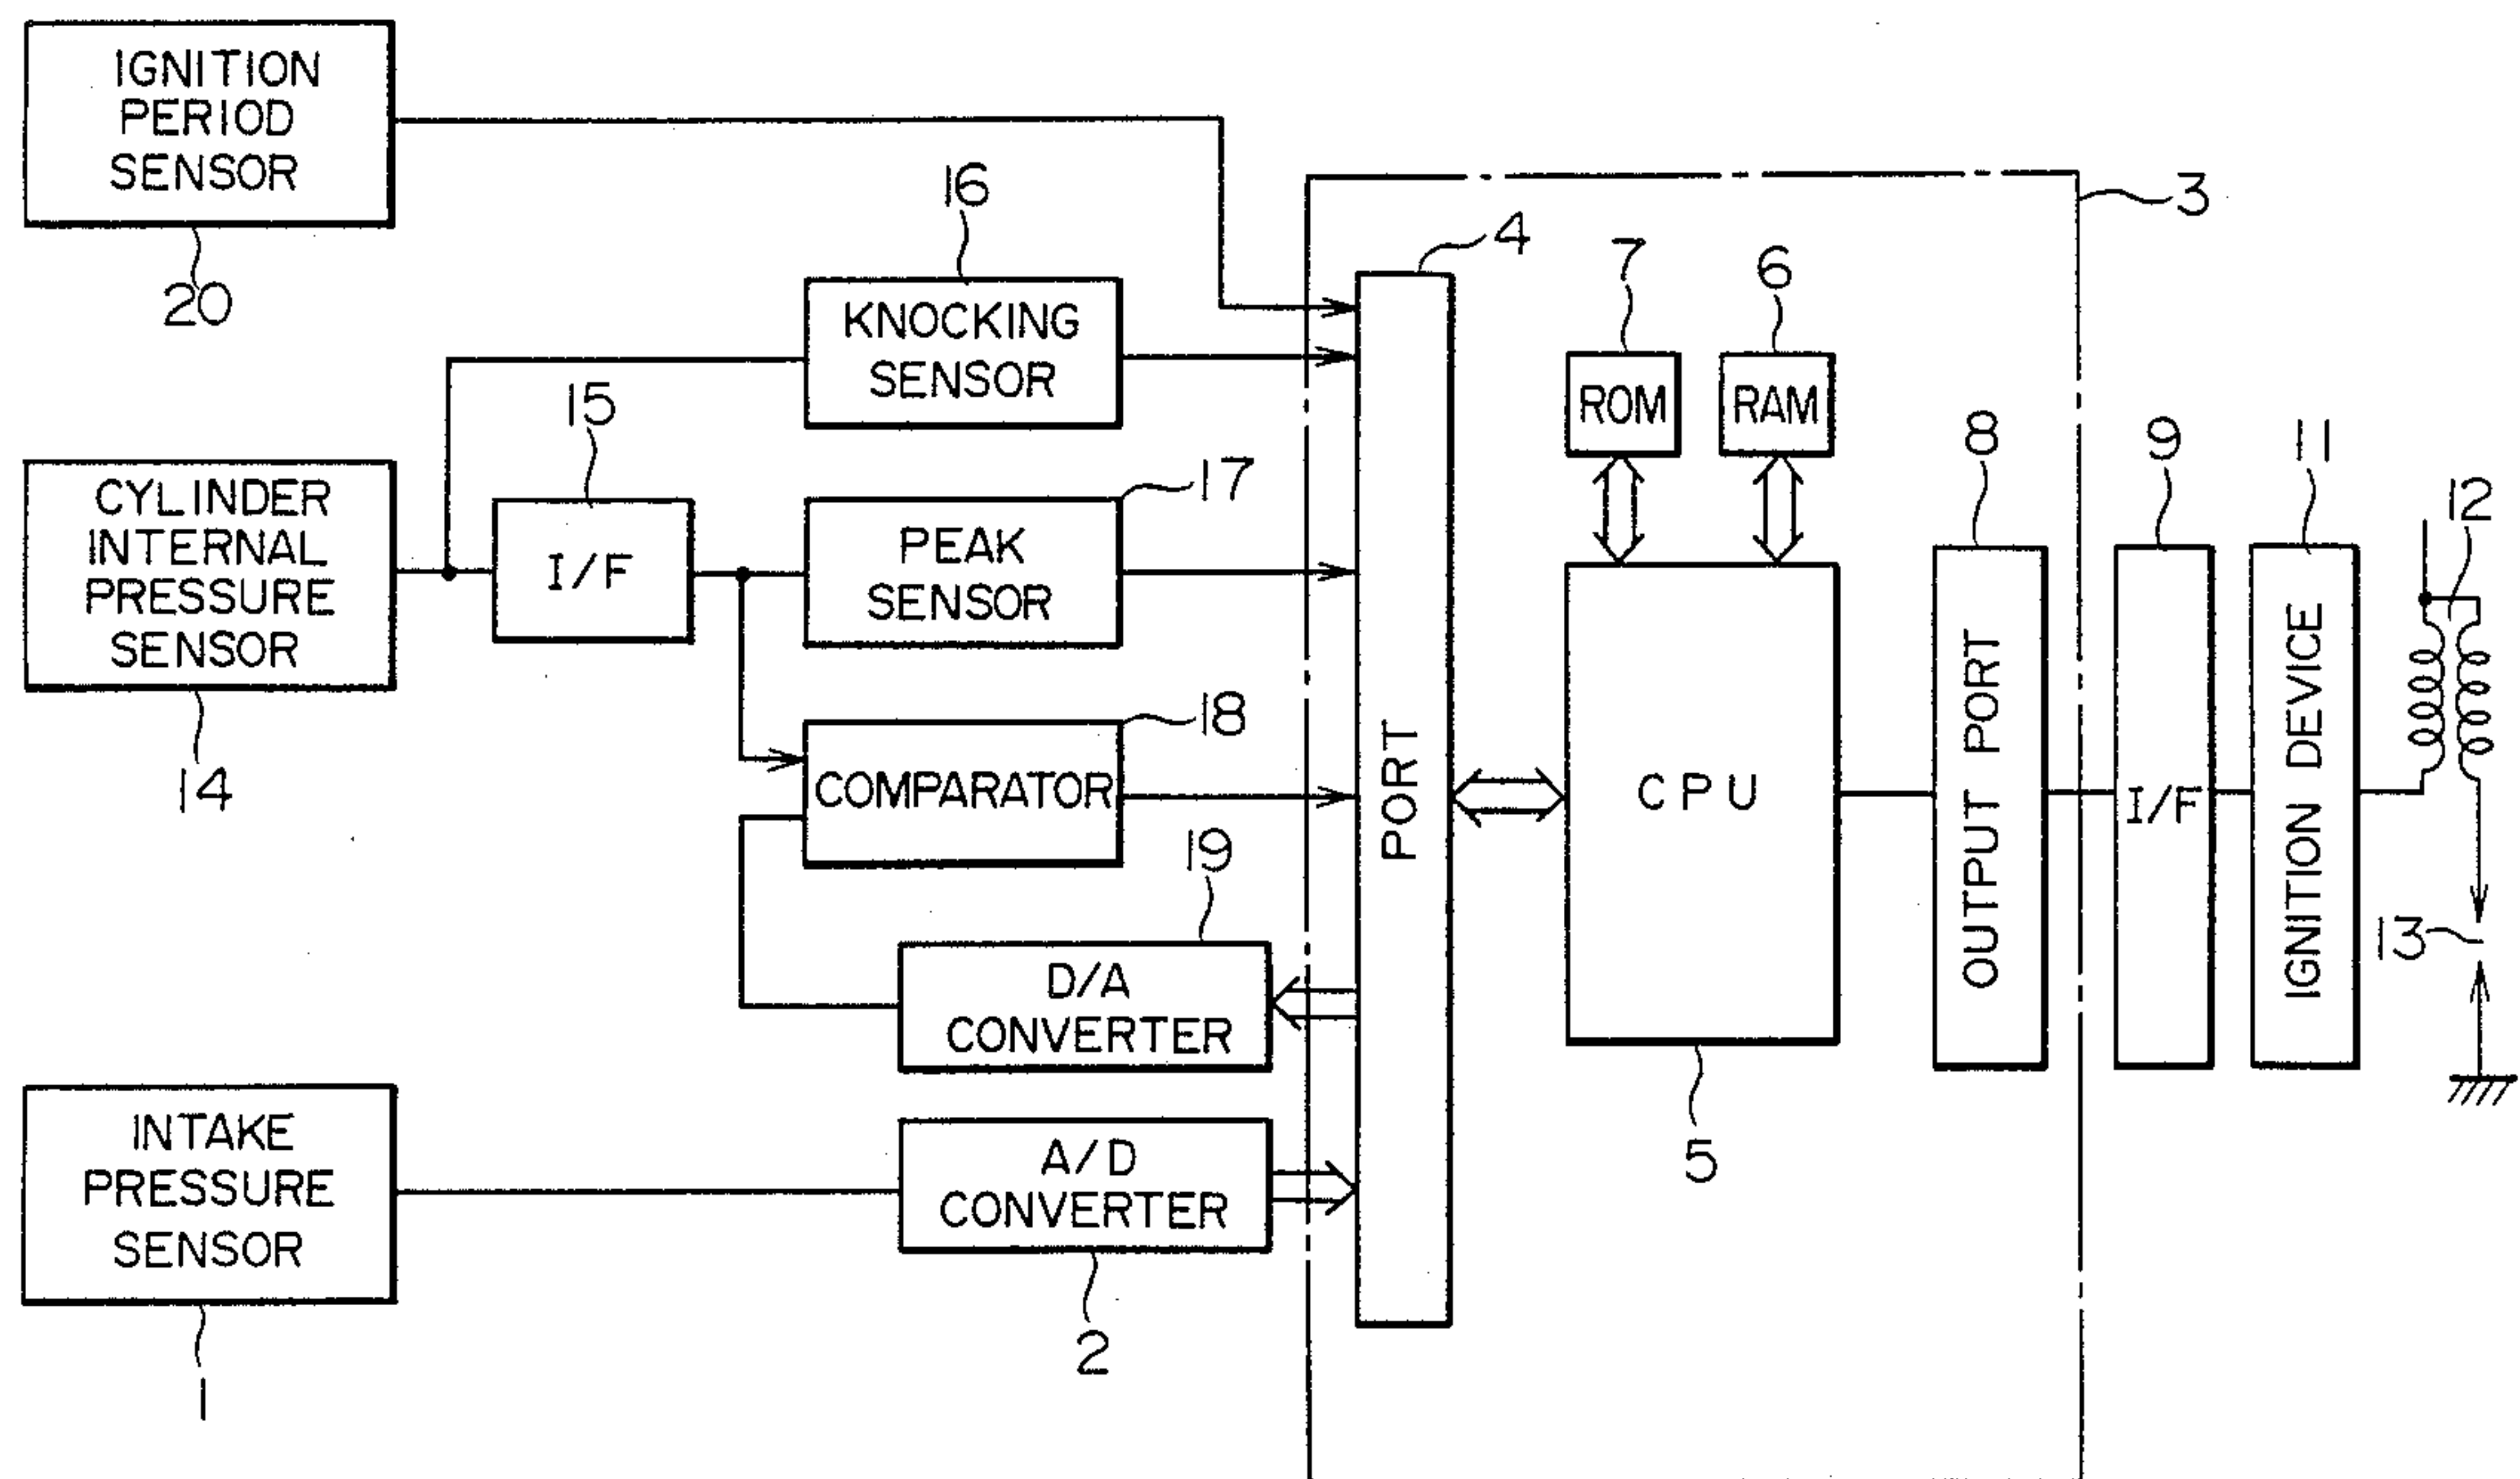 IGNITION
PERIOD
SENSOR
20
16
KNOCKING
SENSOR
3
4
7
6
ROM
RAM
15
CYLINDER
INTERNAL
PRESSURE
SENSOR
14
I/F
17
PEAK
SENSOR
18
COMPARATOR
19
D/A
CONVERTER
INTAKE
PRESSURE
SENSOR
1
A/D
CONVERTER
2
PORT
CPU
5
8
OUTPUT PORT
9
I/F
11
IGNITION DEVICE
12
13